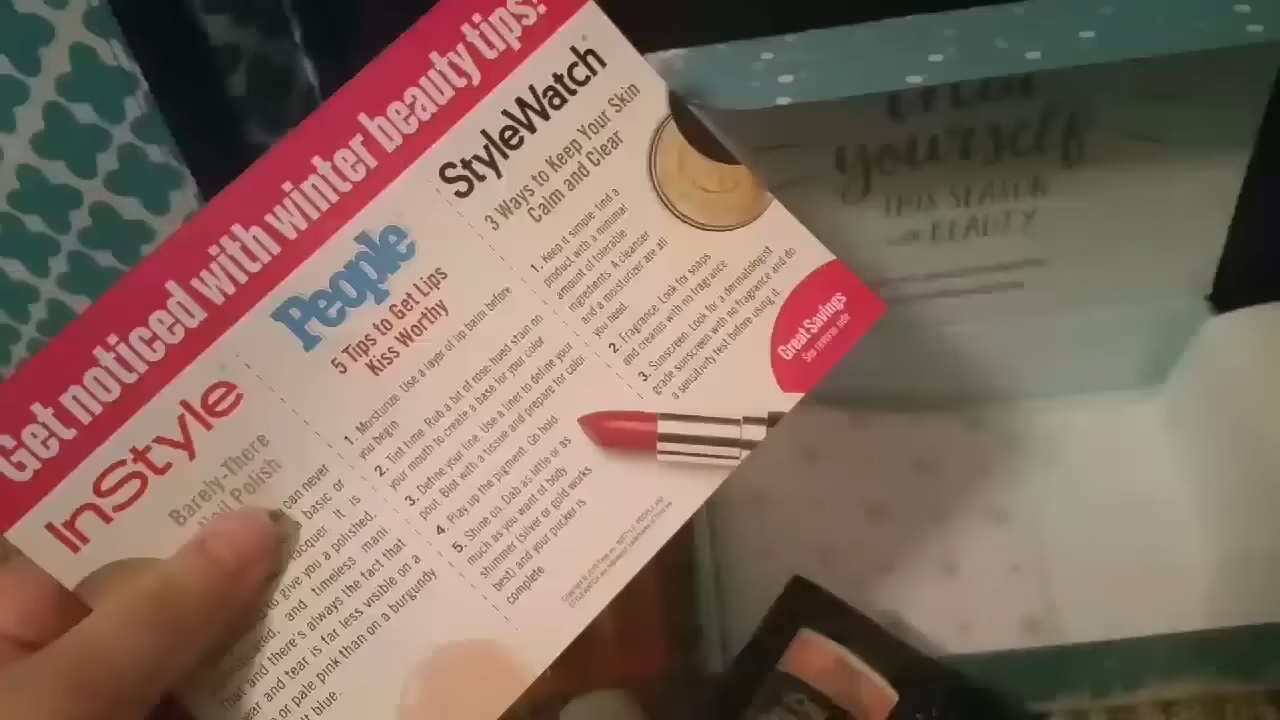 Get noticed with winter beauty tips!
InStyle
Barely-There
Nail Polish
can never
basic or
lacquer. it is
to give you a polished,
and timeless mani.
and there's always the fact that
ear and tear is far less visible on a
or pale pink than on a burgundy
blue.
People
5 Tips to Get Lips
Kiss Worthy
1. Moisturize. Use a layer of lip balm before
you begin
2. Tint time. Rub a bit of rose-hued stain on
your mouth to create a base for your color
3. Define your line. Use a liner to define your
pout. Blot with a tissue and prepare for color.
4. Play up the pigment. Go hold.
5. Shine on. Dab as little or as
much as you want of body
shimmer (silver or gold works
best) and your pucker is
complete
StyleWatch
3 Ways to Keep Your Skin
Calm and Clear
1. Keep it simple: find a
product with a minimal
amount of tolerable
ingredients. A cleanser
and a moisturizer are all
you need.
2. Fragrance: Look for soaps
and creams with no fragrance
3. Sunscreen: Look for a dermatologist
grade sunscreen with no fragrance and do
a sensitivity test before using it.
Great Savings
See reverse side
yourself
THIS SEASON
with BEAUTY